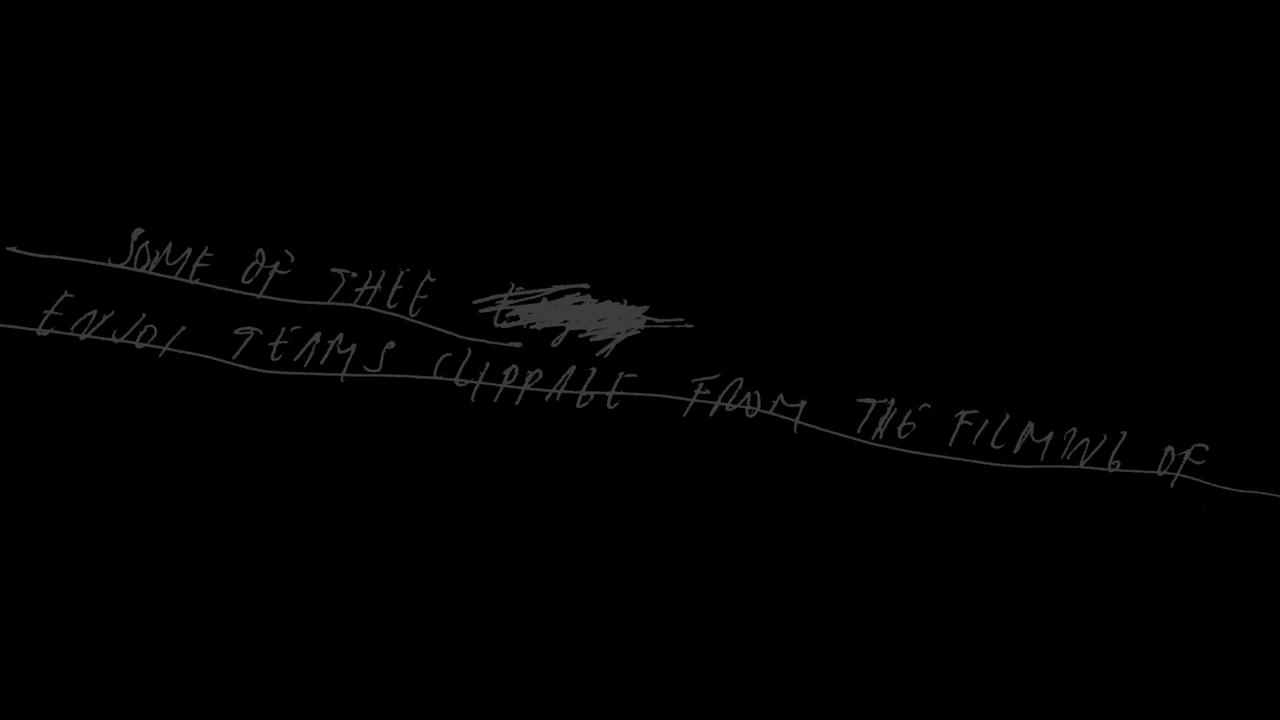 SOME OF THEE
ENJOI TEAMS CLIPPAGE FROM THE FILMING OF